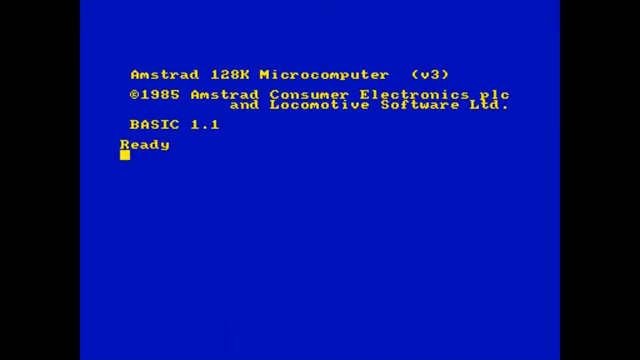 Amstrad 128K Microcomputer (v3)
©1985 Amstrad Consumer Electronics plc
and Locomotive Software Ltd.
BASIC 1.1
Ready